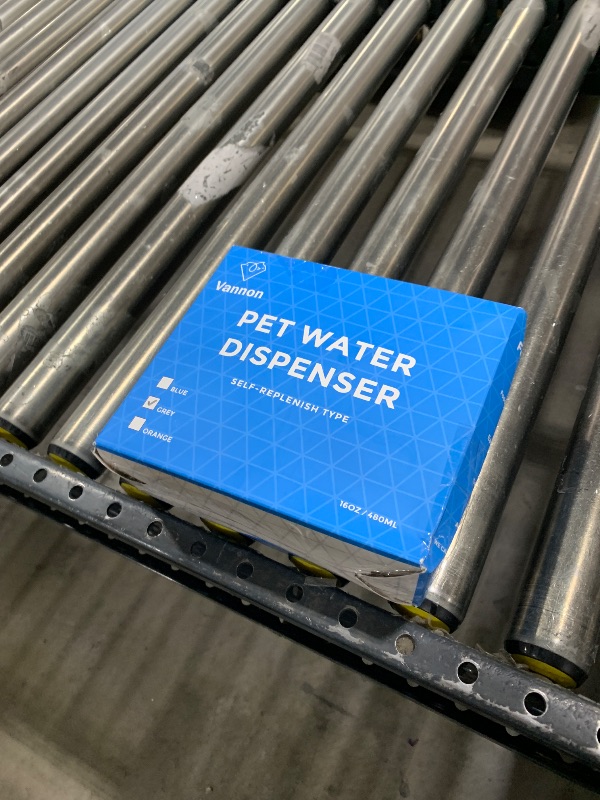 Vannon
PET WATER
DISPENSER
SELF-REPLENISH TYPE
BLUE
GREY
ORANGE
16OZ/480ML